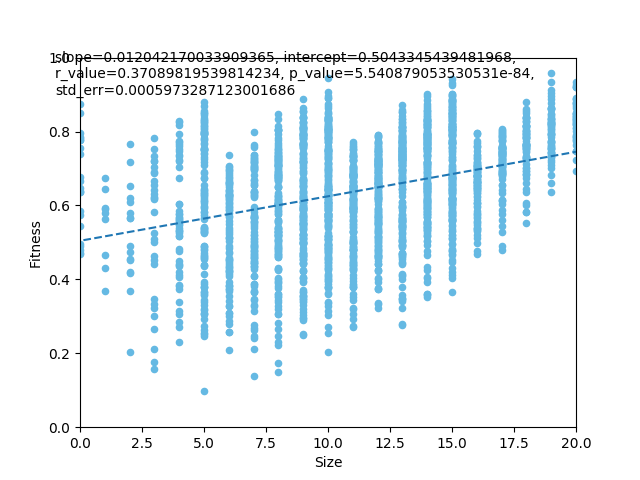 slope=0.012042170033909365, intercept=0.5043345439481968,
r_value=0.37089819539814234, p_value=5.540879053530531e-84,
std_err=0.0005973287123001686
1.0
0.8
0.6
0.4
0.2
0.0
Fitness
0.0 2.5 5.0 7.5 10.0 12.5 15.0 17.5 20.0
Size